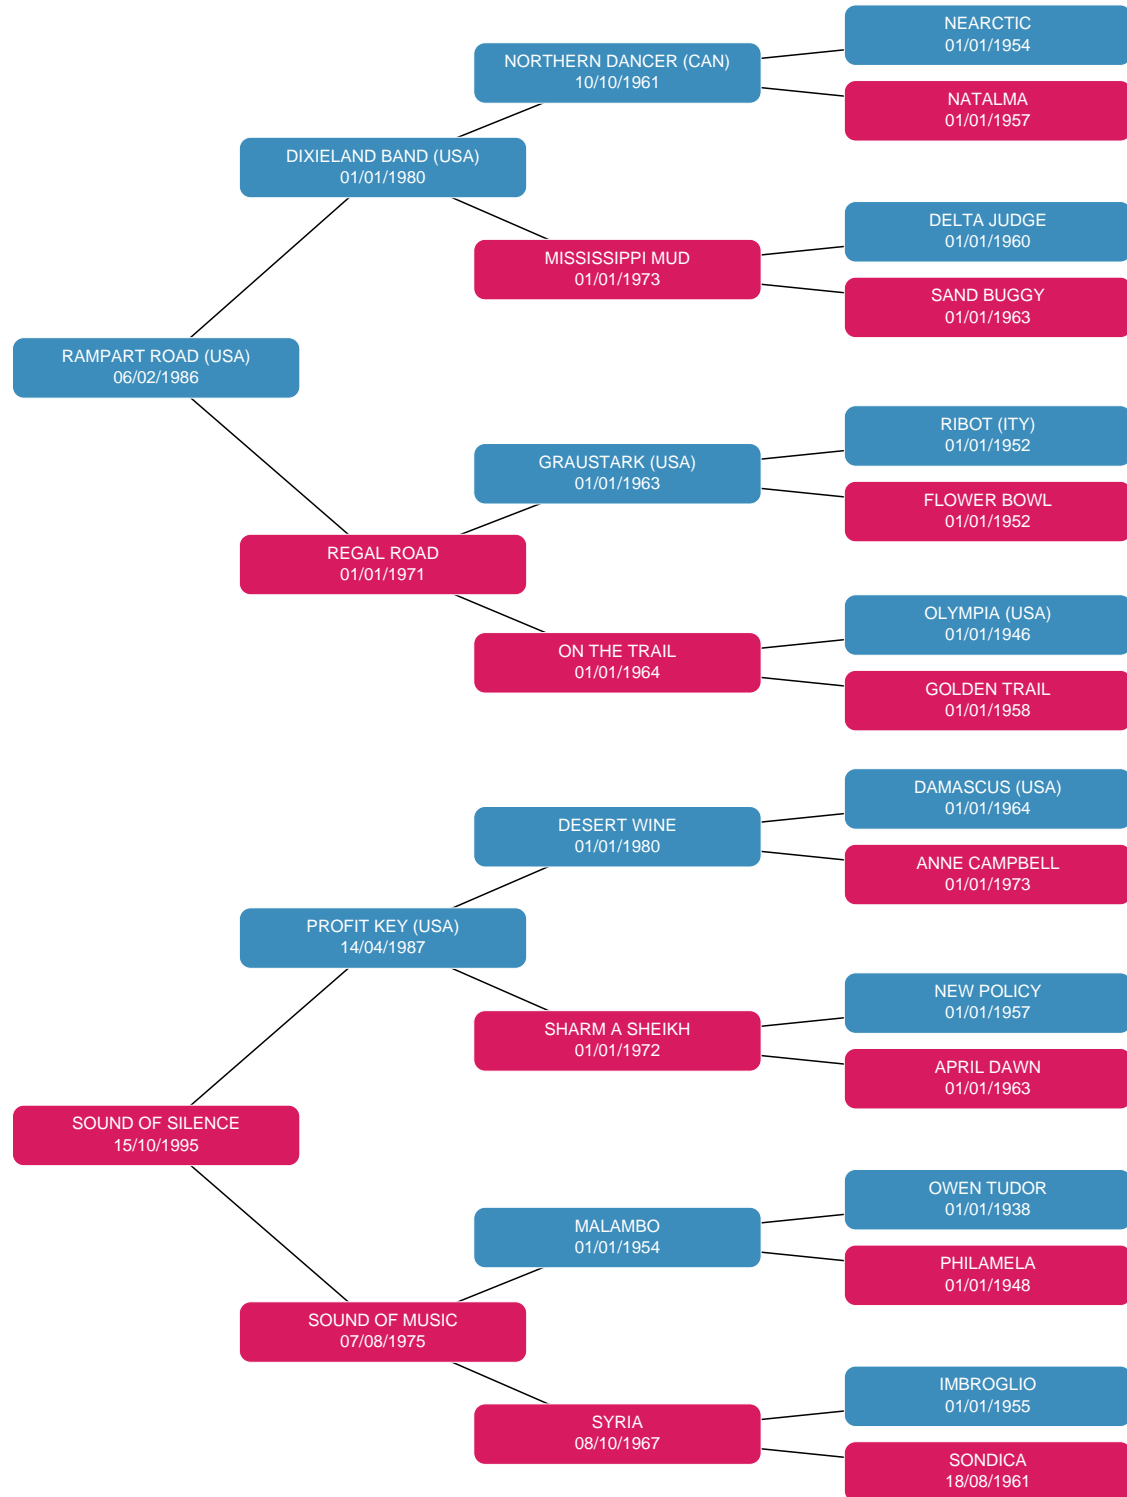 NEARCTIC
01/01/1954
NORTHERN DANCER (CAN)
10/10/1961
NATALMA
01/01/1957
DIXIELAND BAND (USA)
01/01/1980
DELTA JUDGE
01/01/1960
MISSISSIPPI MUD
01/01/1973
SAND BUGGY
01/01/1963
RAMPART ROAD (USA)
06/02/1986
RIBOT (ITY)
01/01/1952
GRAUSTARK (USA)
01/01/1963
FLOWER BOWL
01/01/1952
REGAL ROAD
01/01/1971
OLYMPIA (USA)
01/01/1946
ON THE TRAIL
01/01/1964
GOLDEN TRAIL
01/01/1958
DAMASCUS (USA)
01/01/1964
DESERT WINE
01/01/1980
ANNE CAMPBELL
01/01/1973
PROFIT KEY (USA)
14/04/1987
NEW POLICY
01/01/1957
SHARM A SHEIKH
01/01/1972
APRIL DAWN
01/01/1963
SOUND OF SILENCE
15/10/1995
OWEN TUDOR
01/01/1938
MALAMBO
01/01/1954
PHILAMELA
01/01/1948
SOUND OF MUSIC
07/08/1975
IMBROGLIO
01/01/1955
SYRIA
08/10/1967
SONDICA
18/08/1961